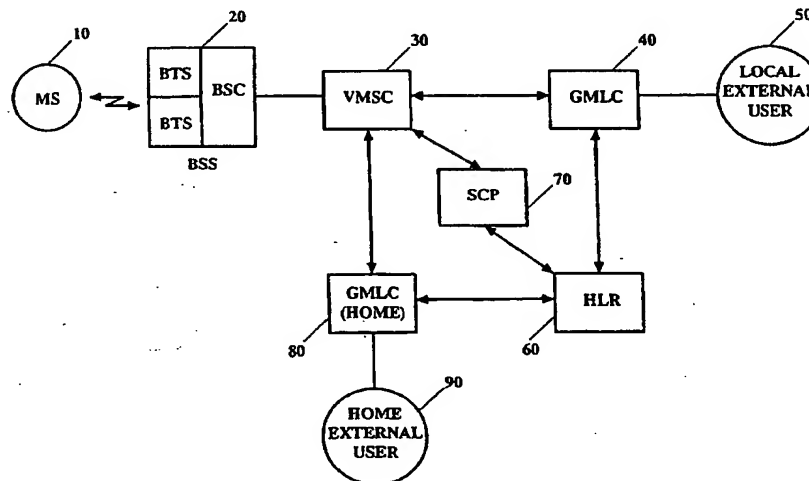 10
20
30
40
50
MS
BTS
BSC
BTS
BSS
VMSC
GMLC
LOCAL
EXTERNAL
USER
SCP
70
GMLC
(HOME)
80
HLR
60
90
HOME
EXTERNAL
USER